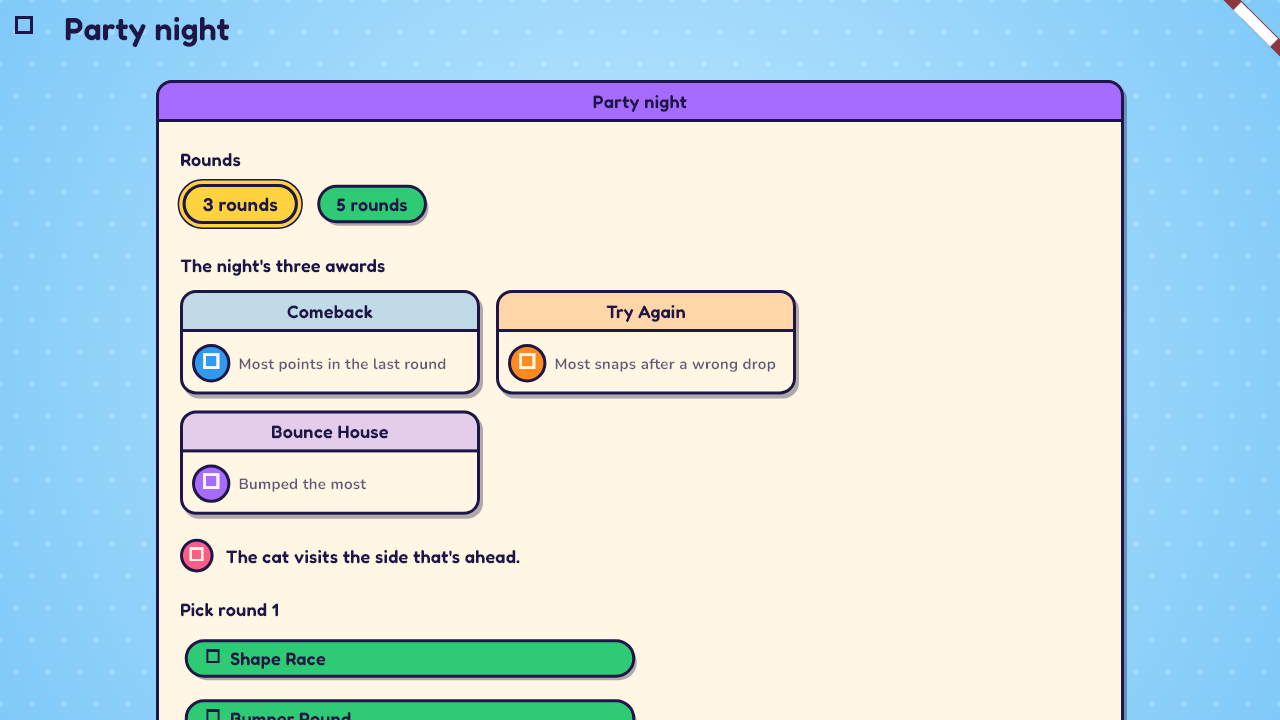 Party night
Party night
Rounds
3 rounds
5 rounds
The night's three awards
Comeback
Most points in the last round
Try Again
Most snaps after a wrong drop
Bounce House
Bumped the most
The cat visits the side that's ahead.
Pick round 1
Shape Race
Bumper Round